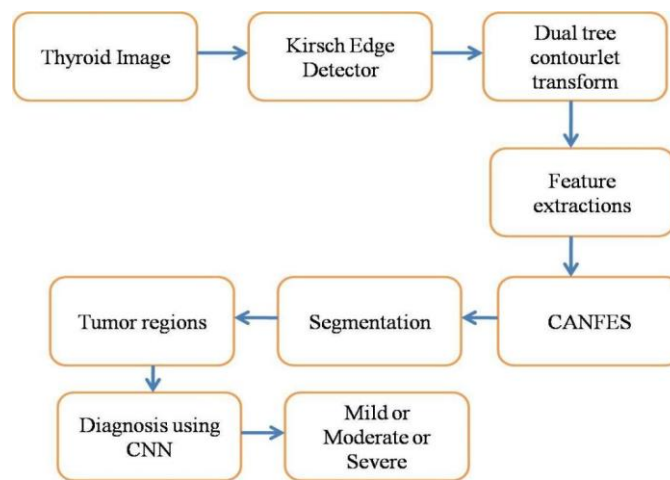 Thyroid Image
Kirsch Edge
Detector
Dual tree
contourlet
transform
Feature
extractions
CANFES
Segmentation
Tumor regions
Diagnosis using
CNN
Mild or
Moderate or
Severe